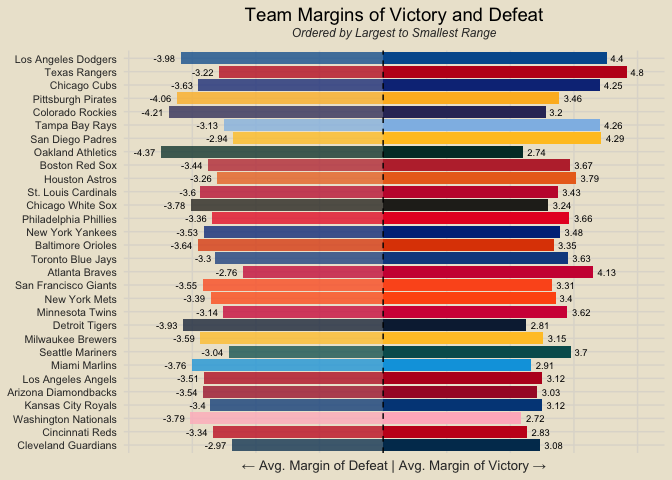 Team Margins of Victory and Defeat
Ordered by Largest to Smallest Range
Los Angeles Dodgers -3.98 4.4
Texas Rangers -3.22 4.8
Chicago Cubs -3.63 4.25
Pittsburgh Pirates -4.06 3.46
Colorado Rockies -4.21 3.2
Tampa Bay Rays -3.13 4.26
San Diego Padres -2.94 4.29
Oakland Athletics -4.37 2.74
Boston Red Sox -3.44 3.67
Houston Astros -3.26 3.79
St. Louis Cardinals -3.6 3.43
Chicago White Sox -3.78 3.24
Philadelphia Phillies -3.36 3.66
New York Yankees -3.53 3.48
Baltimore Orioles -3.64 3.35
Toronto Blue Jays -3.3 3.63
Atlanta Braves -2.76 4.13
San Francisco Giants -3.55 3.31
New York Mets -3.39 3.4
Minnesota Twins -3.14 3.62
Detroit Tigers -3.93 2.81
Milwaukee Brewers -3.59 3.15
Seattle Mariners -3.04 3.7
Miami Marlins -3.76 2.91
Los Angeles Angels -3.51 3.12
Arizona Diamondbacks -3.54 3.03
Kansas City Royals -3.4 3.12
Washington Nationals -3.79 2.72
Cincinnati Reds -3.34 2.83
Cleveland Guardians -2.97 3.08
← Avg. Margin of Defeat | Avg. Margin of Victory →